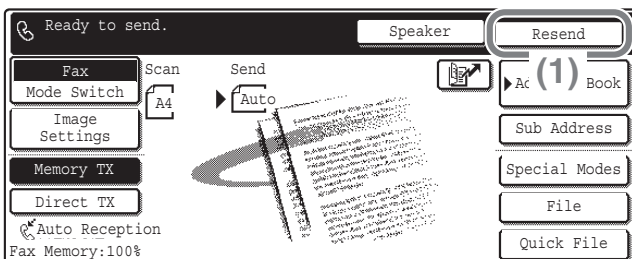 Ready to send.
Speaker
Resend
(1)
Fax
Mode Switch
Scan
A4
Send
Auto
Book
Image
Settings
Sub Address
Memory TX
Special Modes
Direct TX
File
Auto Reception
Fax Memory:100%
Quick File